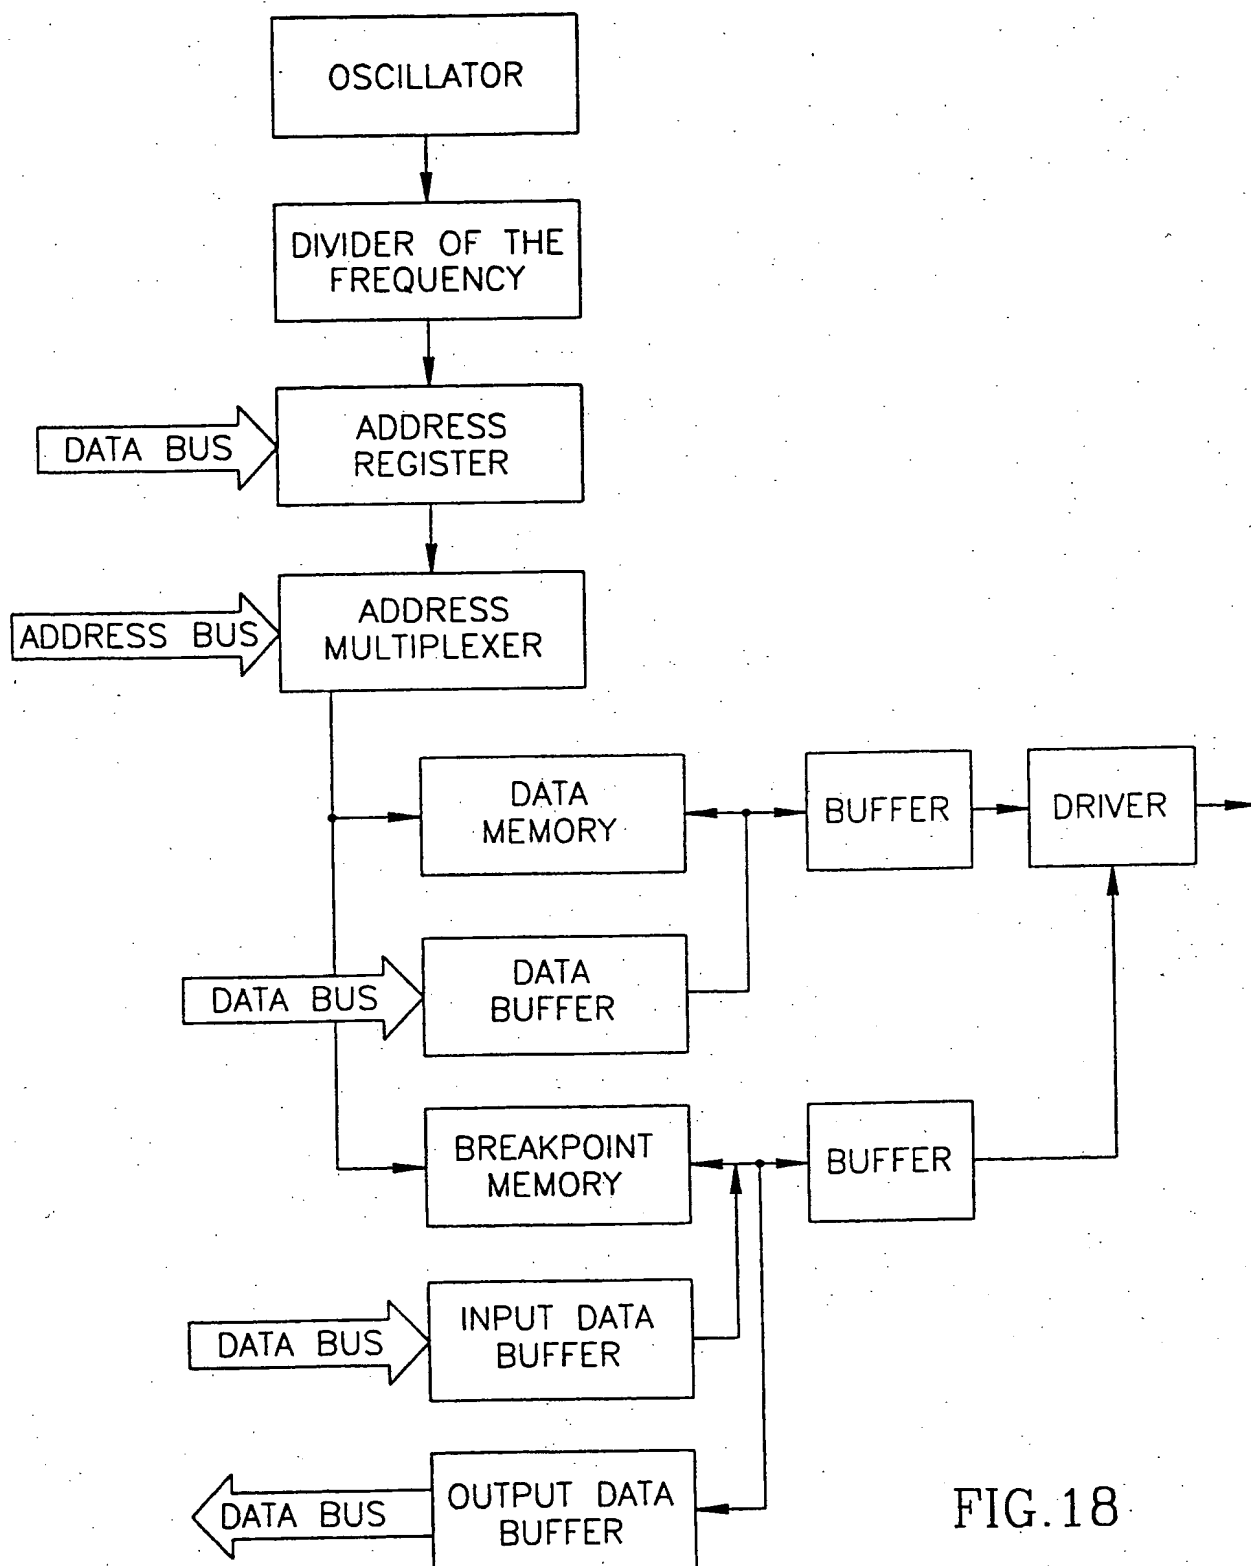 OSCILLATOR
DIVIDER OF THE
FREQUENCY
DATA BUS
ADDRESS
REGISTER
ADDRESS BUS
ADDRESS
MULTIPLEXER
DATA
MEMORY
BUFFER
DRIVER
DATA BUS
DATA
BUFFER
BREAKPOINT
MEMORY
BUFFER
DATA BUS
INPUT DATA
BUFFER
DATA BUS
OUTPUT DATA
BUFFER
FIG.18